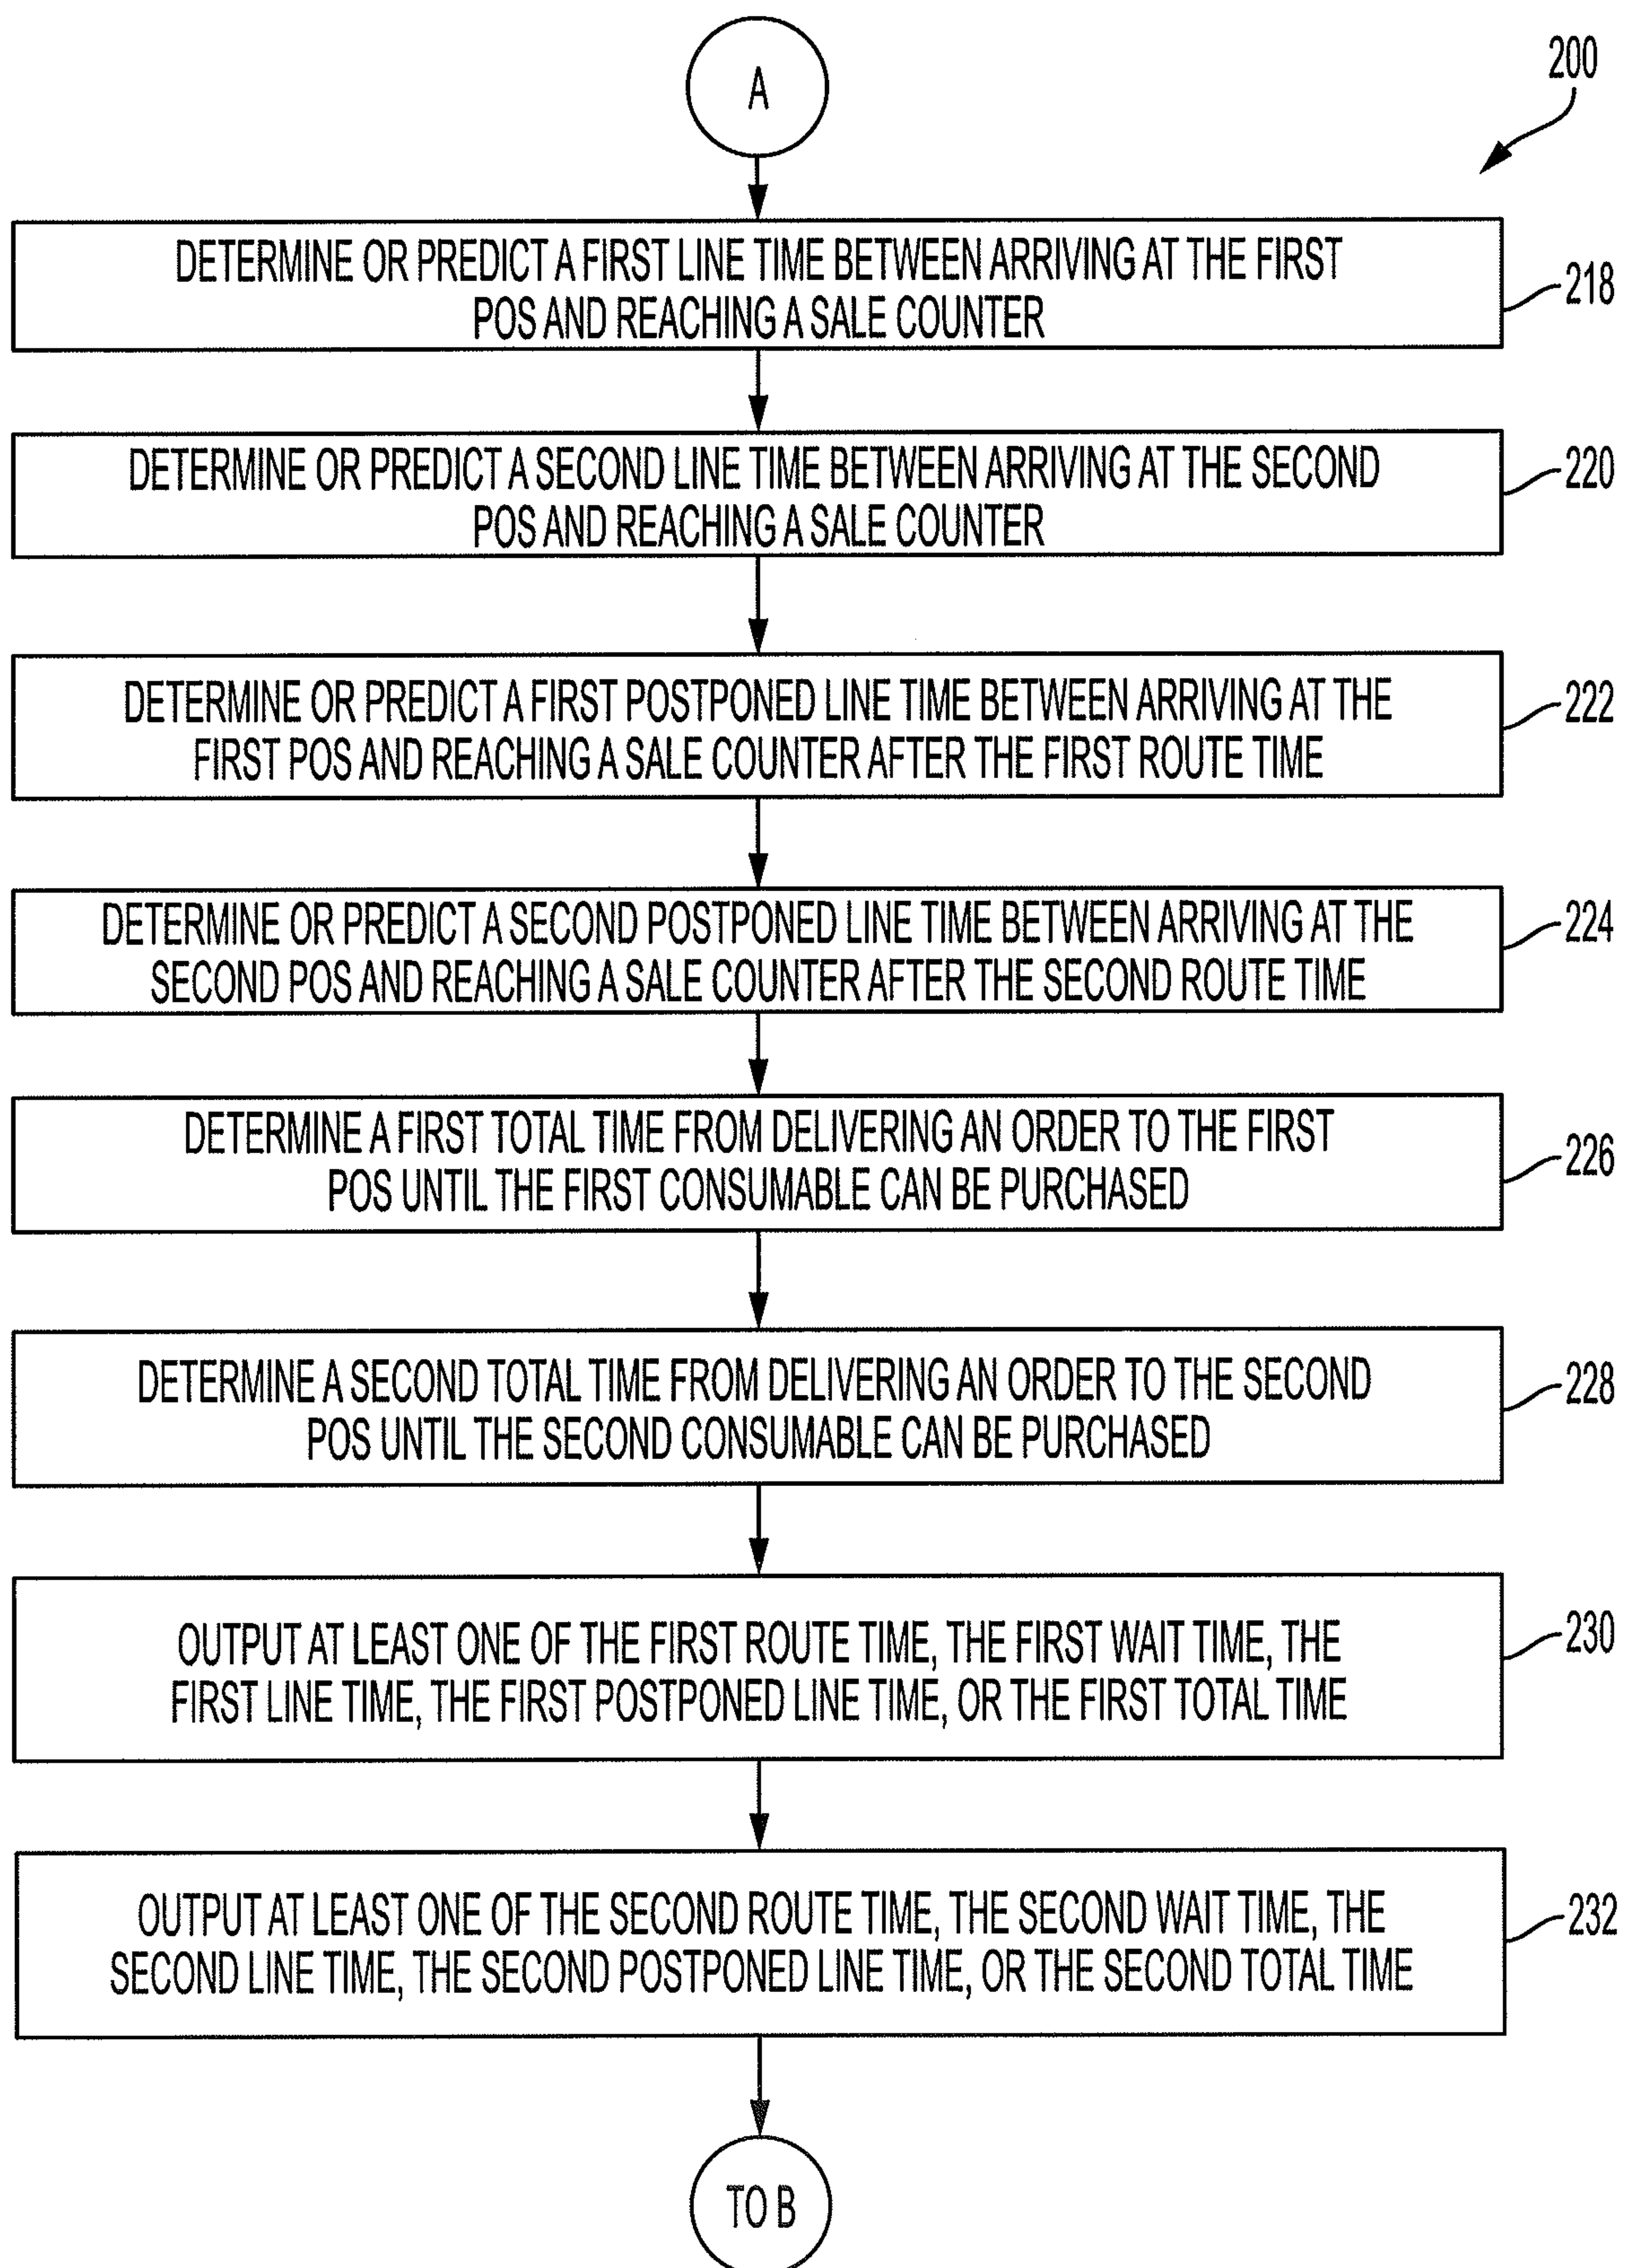 A
200
DETERMINE OR PREDICT A FIRST LINE TIME BETWEEN ARRIVING AT THE FIRST
POS AND REACHING A SALE COUNTER
218
DETERMINE OR PREDICT A SECOND LINE TIME BETWEEN ARRIVING AT THE SECOND
POS AND REACHING A SALE COUNTER
220
DETERMINE OR PREDICT A FIRST POSTPONED LINE TIME BETWEEN ARRIVING AT THE
FIRST POS AND REACHING A SALE COUNTER AFTER THE FIRST ROUTE TIME
222
DETERMINE OR PREDICT A SECOND POSTPONED LINE TIME BETWEEN ARRIVING AT THE
SECOND POS AND REACHING A SALE COUNTER AFTER THE SECOND ROUTE TIME
224
DETERMINE A FIRST TOTAL TIME FROM DELIVERING AN ORDER TO THE FIRST
POS UNTIL THE FIRST CONSUMABLE CAN BE PURCHASED
226
DETERMINE A SECOND TOTAL TIME FROM DELIVERING AN ORDER TO THE SECOND
POS UNTIL THE SECOND CONSUMABLE CAN BE PURCHASED
228
OUTPUT AT LEAST ONE OF THE FIRST ROUTE TIME, THE FIRST WAIT TIME, THE
FIRST LINE TIME, THE FIRST POSTPONED LINE TIME, OR THE FIRST TOTAL TIME
230
OUTPUT AT LEAST ONE OF THE SECOND ROUTE TIME, THE SECOND WAIT TIME, THE
SECOND LINE TIME, THE SECOND POSTPONED LINE TIME, OR THE SECOND TOTAL TIME
232
TO B